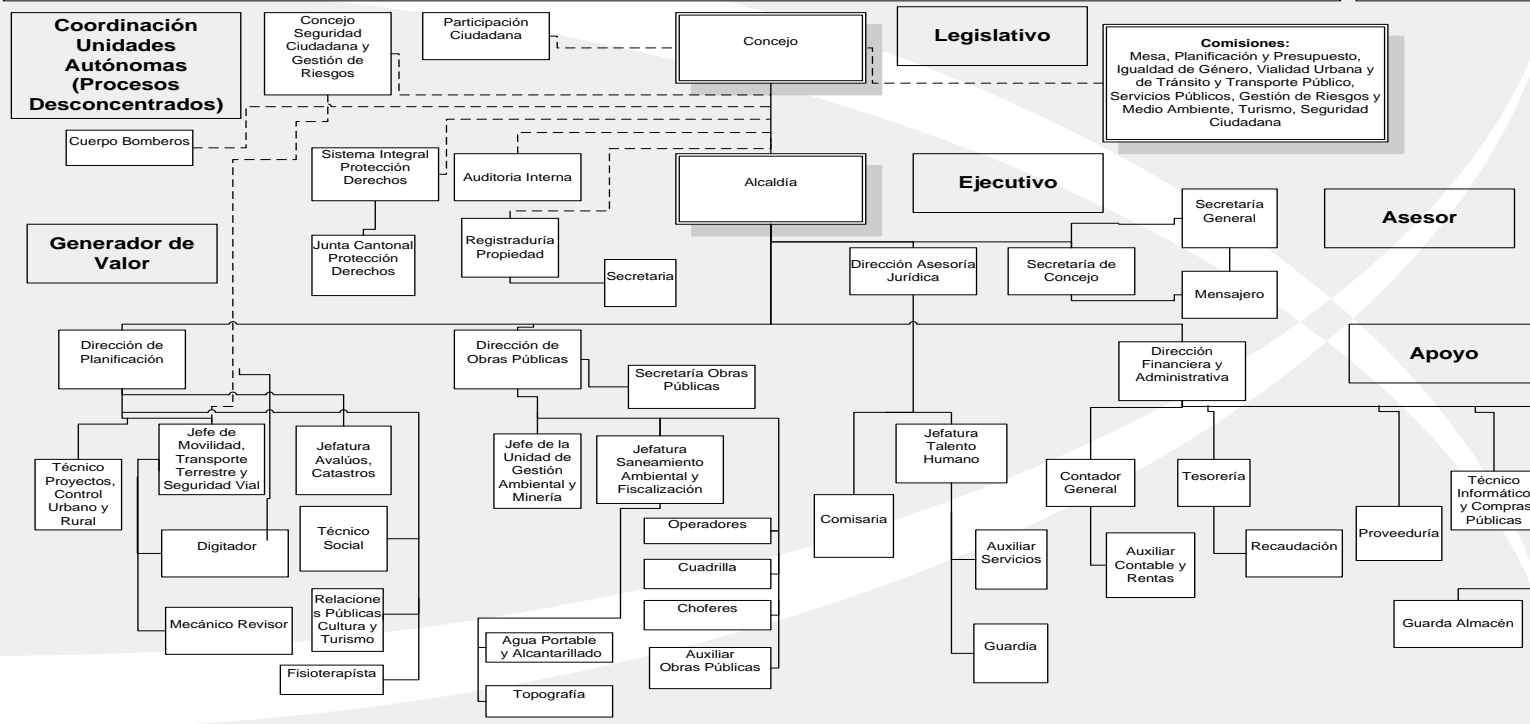 Coordinación
Unidades
Autónomas
(Procesos
Desconcentrados)
Concejo
Seguridad
Ciudadana y
Gestión de
Riesgos
Participación
Ciudadana
Concejo
Legislativo
Comisiones:
Mesa, Planificación y Presupuesto,
Igualdad de Género, Vialidad Urbana y
de Tránsito y Transporte Público,
Servicios Públicos, Gestión de Riesgos y
Medio Ambiente, Turismo, Seguridad
Ciudadana
Cuerpo Bomberos
Sistema Integral
Protección
Derechos
Auditoria Interna
Alcaldía
Ejecutivo
Secretaría
General
Asesor
Generador de
Valor
Junta Cantonal
Protección
Derechos
Registraduría
Propiedad
Secretaria
Dirección Asesoría
Jurídica
Secretaría de
Concejo
Mensajero
Dirección de
Planificación
Dirección de
Obras Públicas
Secretaría Obras
Públicas
Dirección
Financiera y
Administrativa
Apoyo
Técnico
Proyectos,
Control
Urbano y
Rural
Jefe de
Movilidad,
Transporte
Terrestre y
Seguridad Vial
Jefatura
Avalúos,
Catastros
Jefe de la
Unidad de
Gestión
Ambiental y
Minería
Jefatura
Saneamiento
Ambiental y
Fiscalización
Jefatura
Talento
Humano
Contador
General
Tesorería
Técnico
Informático
y Compras
Públicas
Digitador
Técnico
Social
Operadores
Comisaria
Auxiliar
Servicios
Auxiliar
Contable y
Rentas
Recaudación
Proveeduría
Cuadrilla
Mecánico Revisor
Relacione
s Públicas
Cultura y
Turismo
Choferes
Guarda Almacén
Agua Portable
y Alcantarillado
Auxiliar
Obras Públicas
Guardia
Fisioterapísta
Topografía